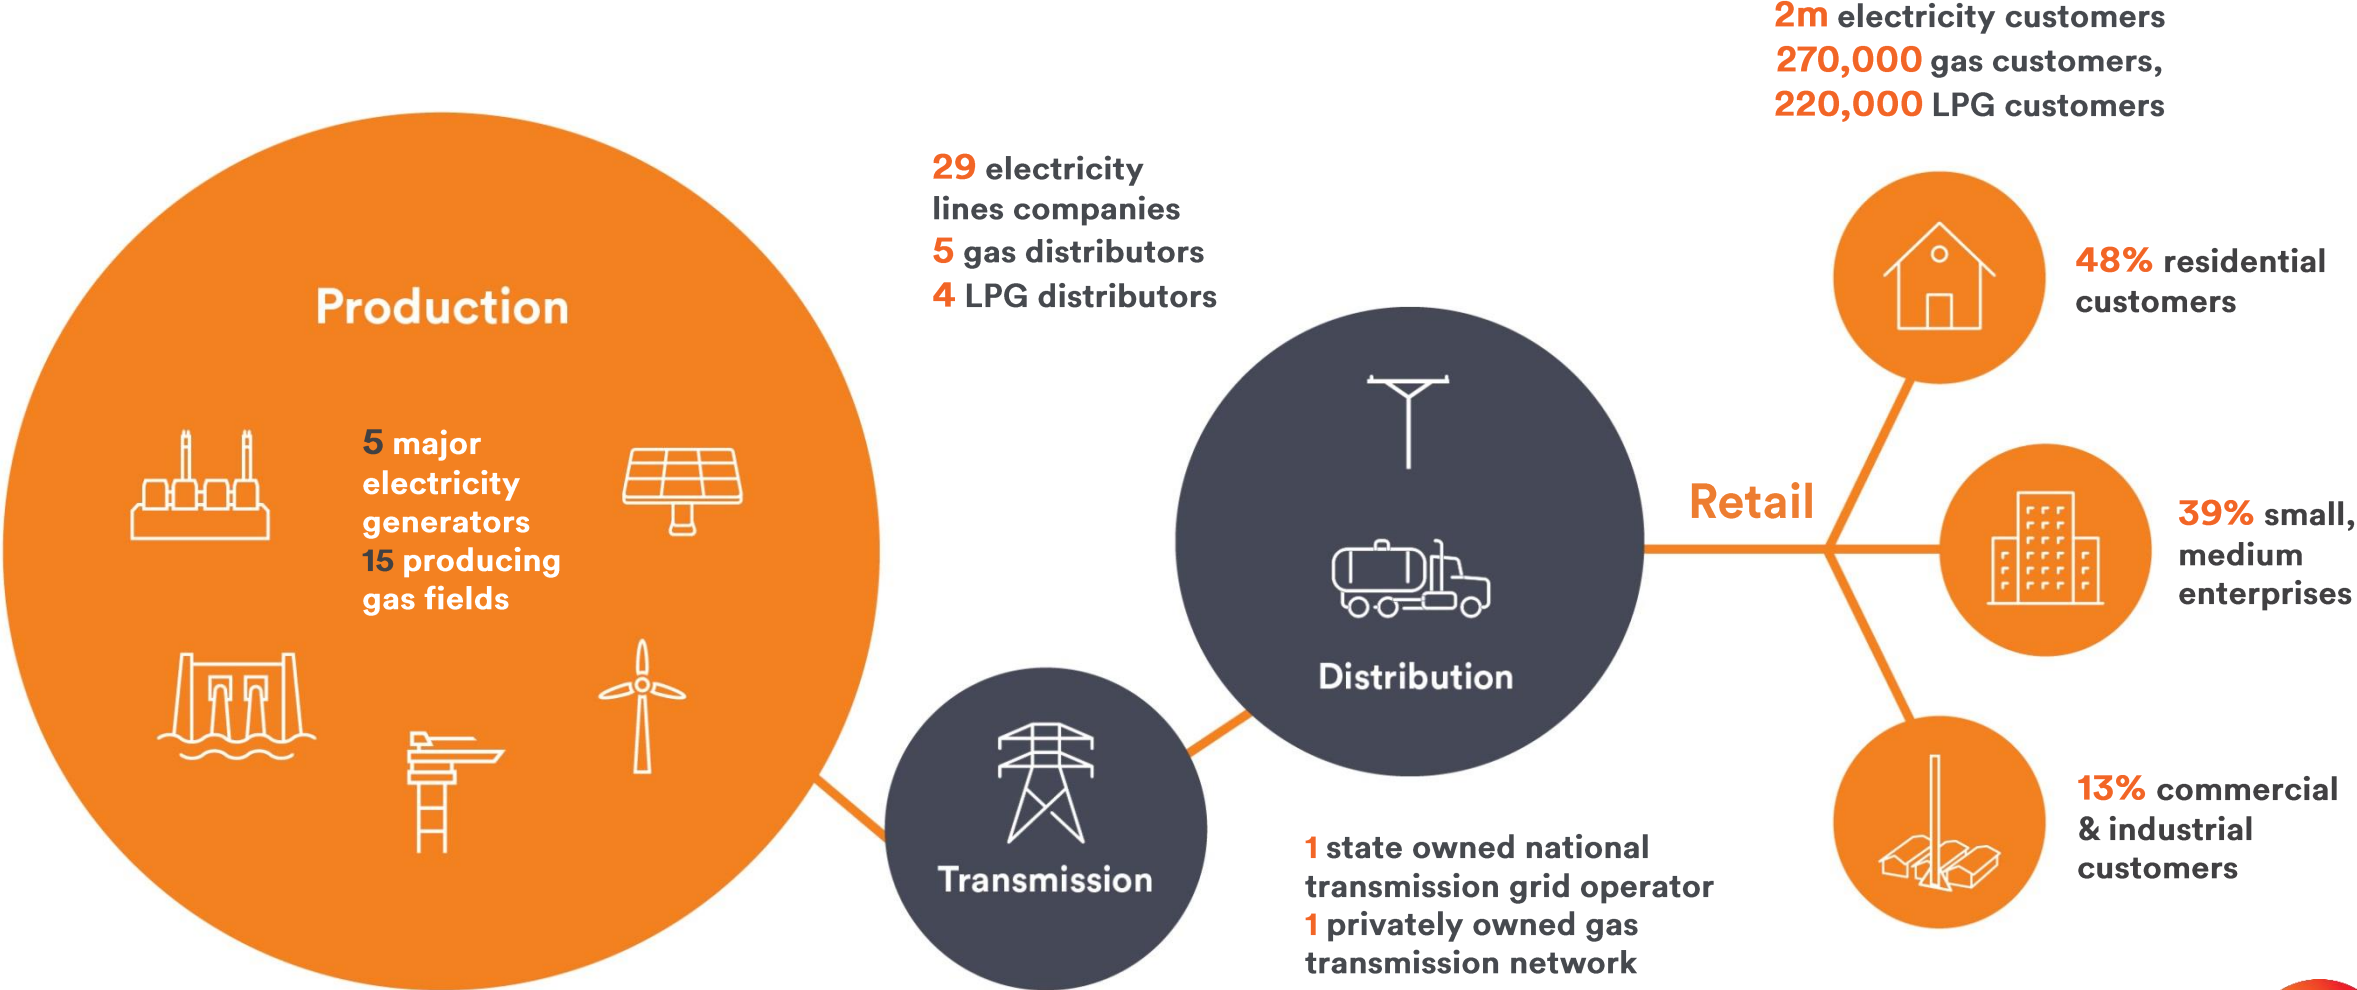 Production
5 major
electricity
generators
15 producing
gas fields
Transmission
1 state owned national
transmission grid operator
1 privately owned gas
transmission network
29 electricity
lines companies
5 gas distributors
4 LPG distributors
Distribution
Retail
2m electricity customers
270,000 gas customers,
220,000 LPG customers
48% residential
customers
39% small,
medium
enterprises
13% commercial
& industrial
customers